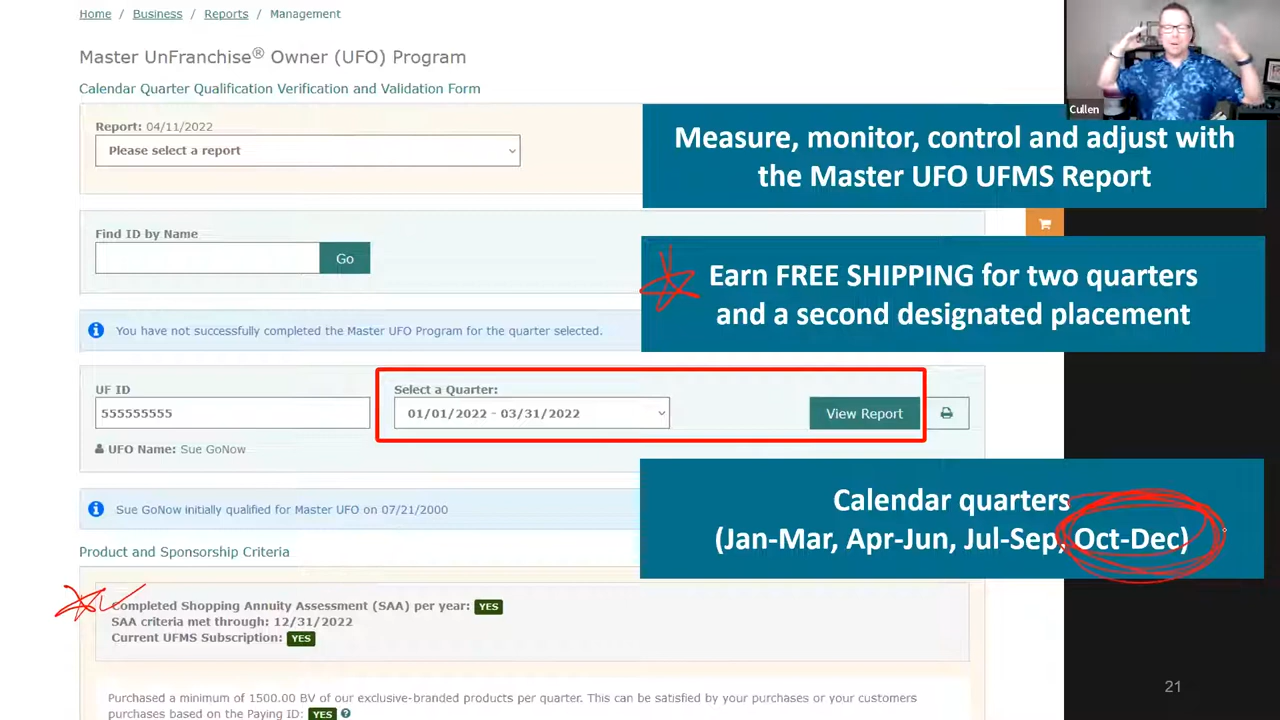 Home / Business / Reports / Management
Master UnFranchise® Owner (UFO) Program
Calendar Quarter Qualification Verification and Validation Form
Report: 04/11/2022
Please select a report
Cullen
Measure, monitor, control and adjust with
the Master UFO UFMS Report
Find ID by Name
Go
Earn FREE SHIPPING for two quarters
and a second designated placement
You have not successfully completed the Master UFO Program for the quarter selected.
UF ID
Select a Quarter:
555555555
01/01/2022 - 03/31/2022
View Report
UFO Name: Sue GoNow
Calendar quarters
(Jan-Mar, Apr-Jun, Jul-Sep, Oct-Dec)
Sue GoNow initially qualified for Master UFO on 07/21/2000
Product and Sponsorship Criteria
Completed Shopping Annuity Assessment (SAA) per year: YES
SAA criteria met through: 12/31/2022
Current UFMS Subscription: YES
Purchased a minimum of 1500.00 BV of our exclusive-branded products per quarter. This can be satisfied by your purchases or your customers
purchases based on the Paying ID: YES
21